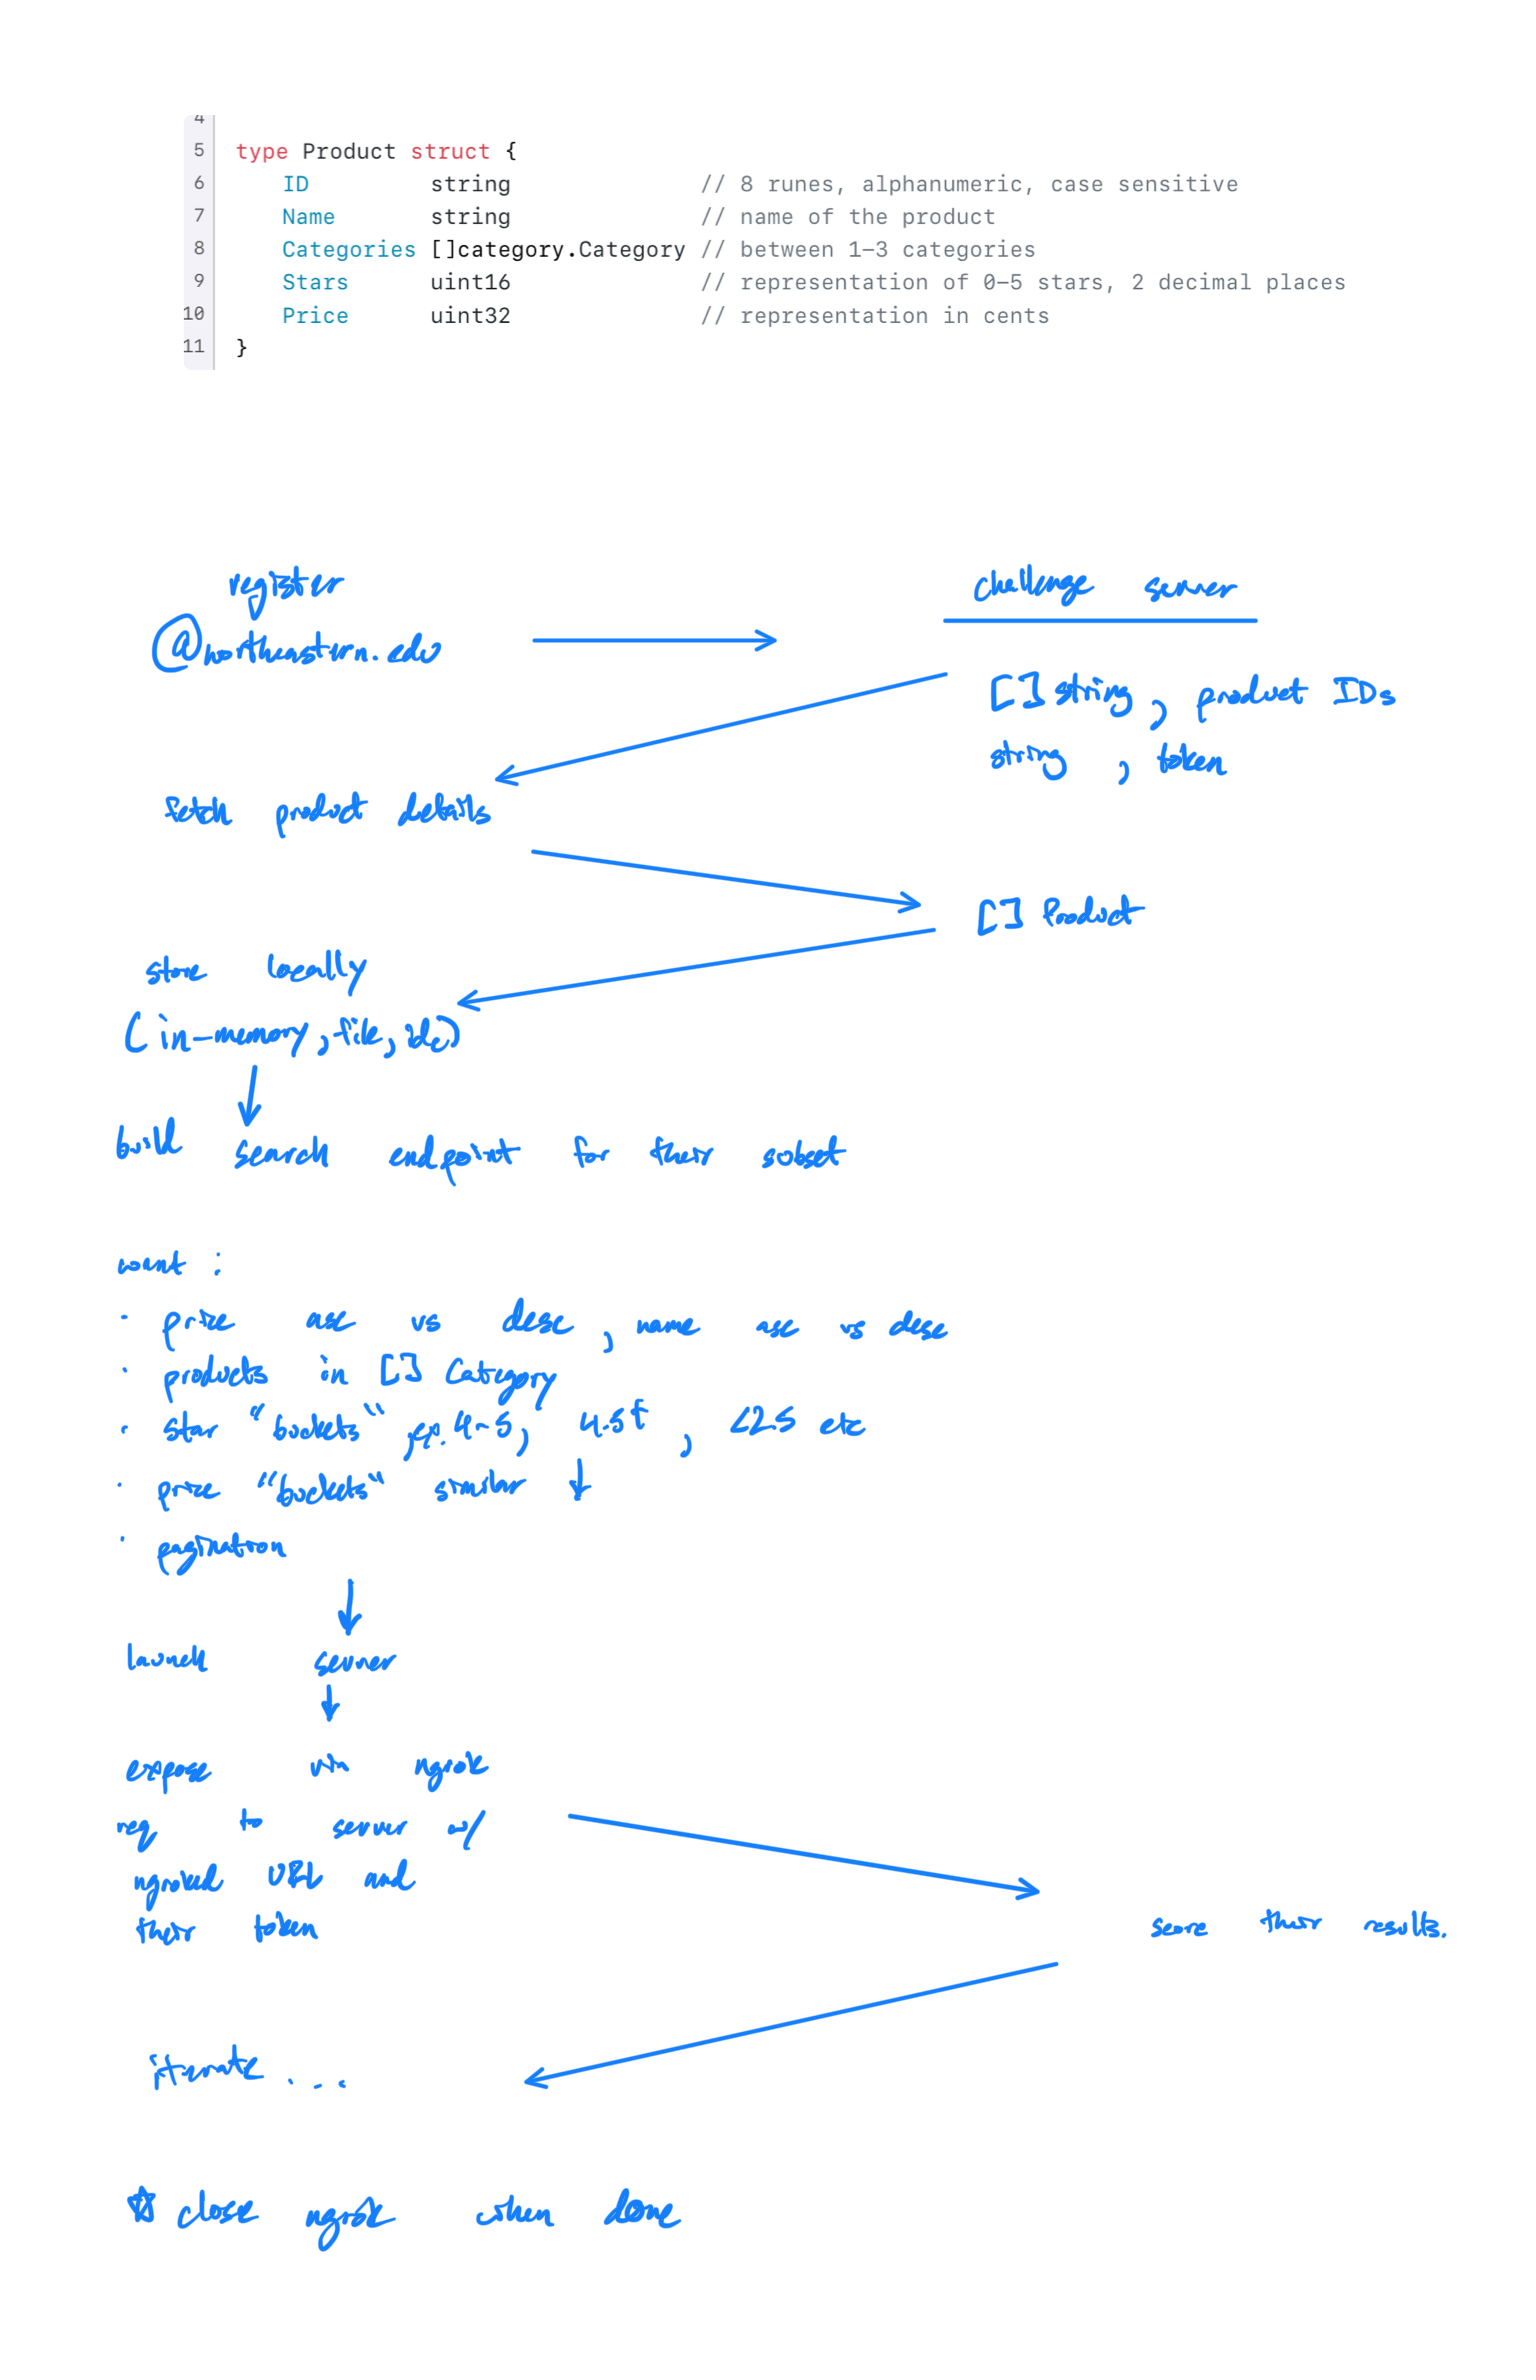 4
5 type Product struct {
6 ID string // 8 runes, alphanumeric, case sensitive
7 Name string // name of the product
8 Categories []category.Category // between 1–3 categories
9 Stars uint16 // representation of 0–5 stars, 2 decimal places
10 Price uint32 // representation in cents
11 }
register
@northeastern.edu
challenge server
[] string, product IDs
string, token
fetch product details
[] Product
store locally
(in-memory, file, idc)
build search endpoint for their subset
want :
· price asc vs desc, name asc vs desc
· products in [] Category
· star "buckets", ex. 4-5, 4.5↑, <2.5 etc
· price "buckets" similar ↓
· pagination
launch server
expose via ngrok
req to server w/
ngroked URL and
their token
score their results.
iterate ...
☆ close ngrok when done